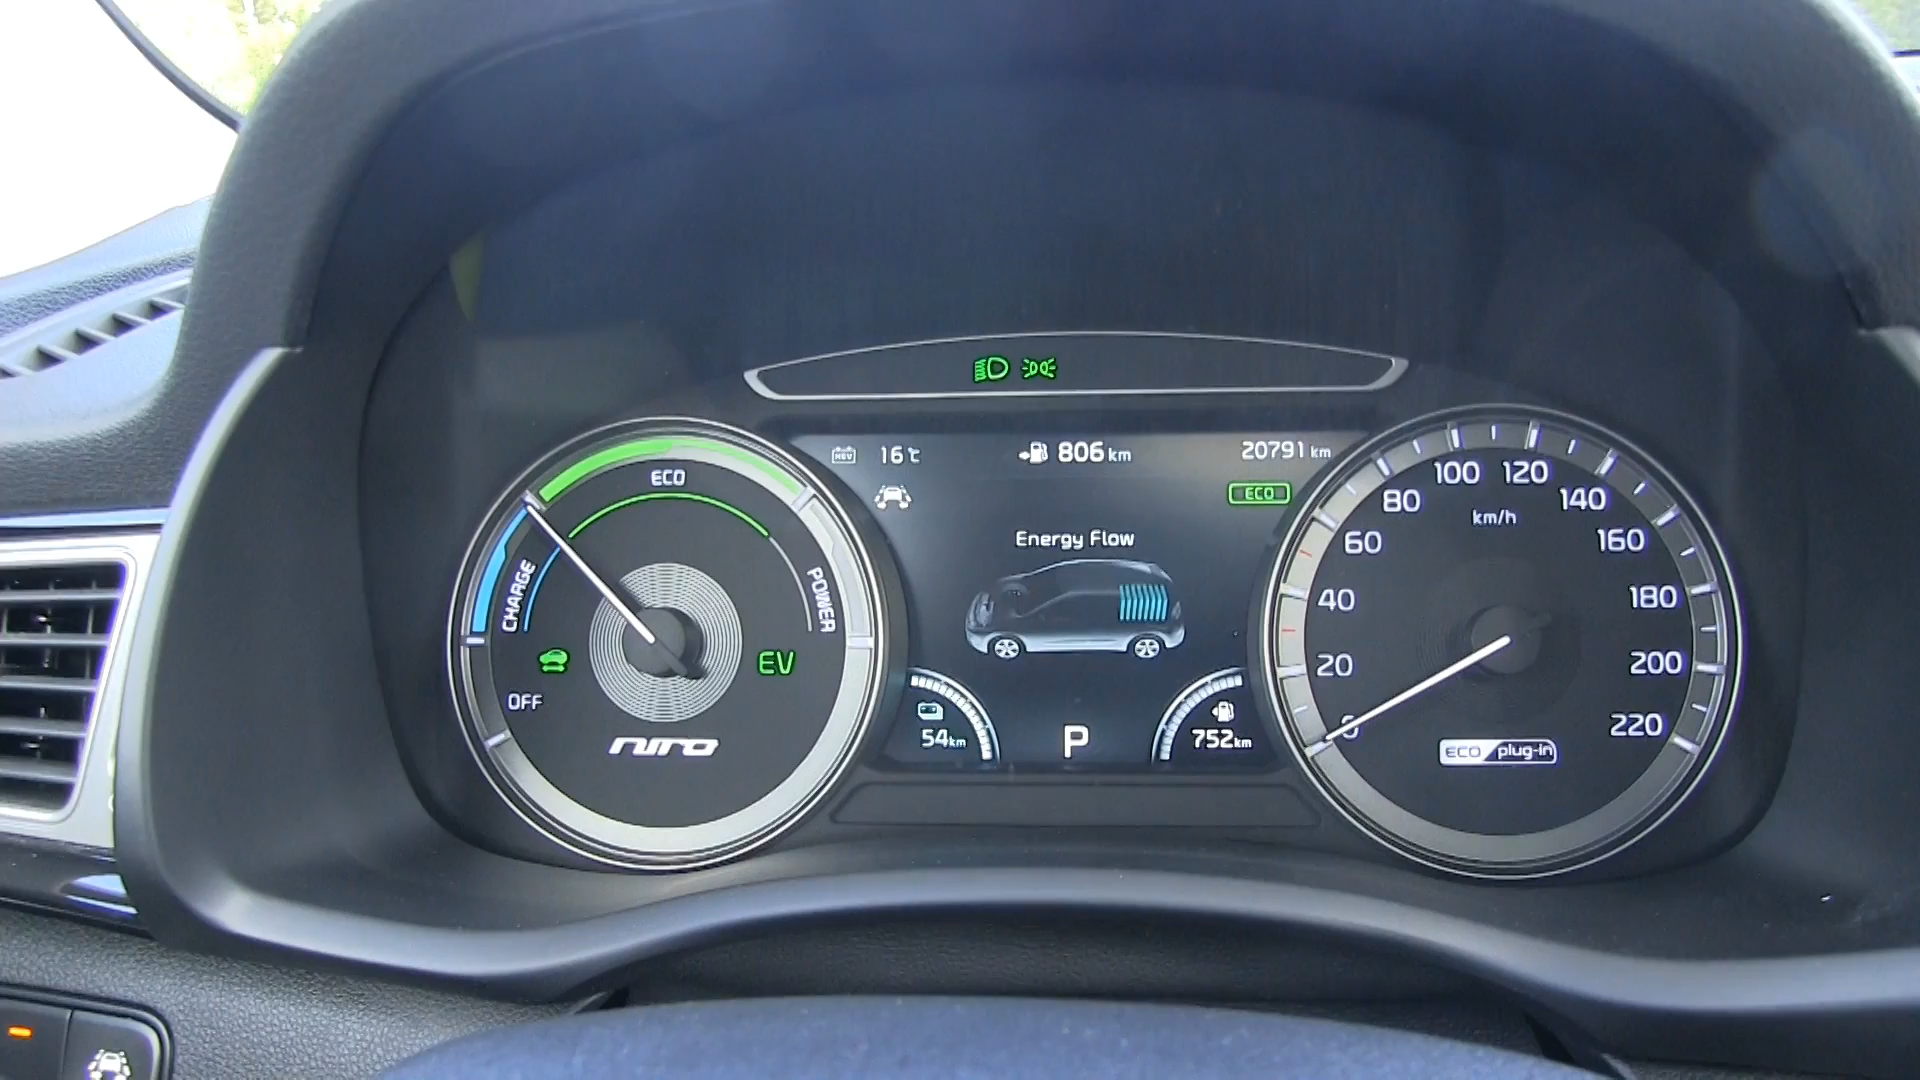 16℃
806 km
20791 km
HEV
ECO
Energy Flow
54km
P
752km
ECO
CHARGE
POWER
EV
OFF
niro
0
20
40
60
80
100
120
140
160
180
200
220
km/h
ECO plug-in